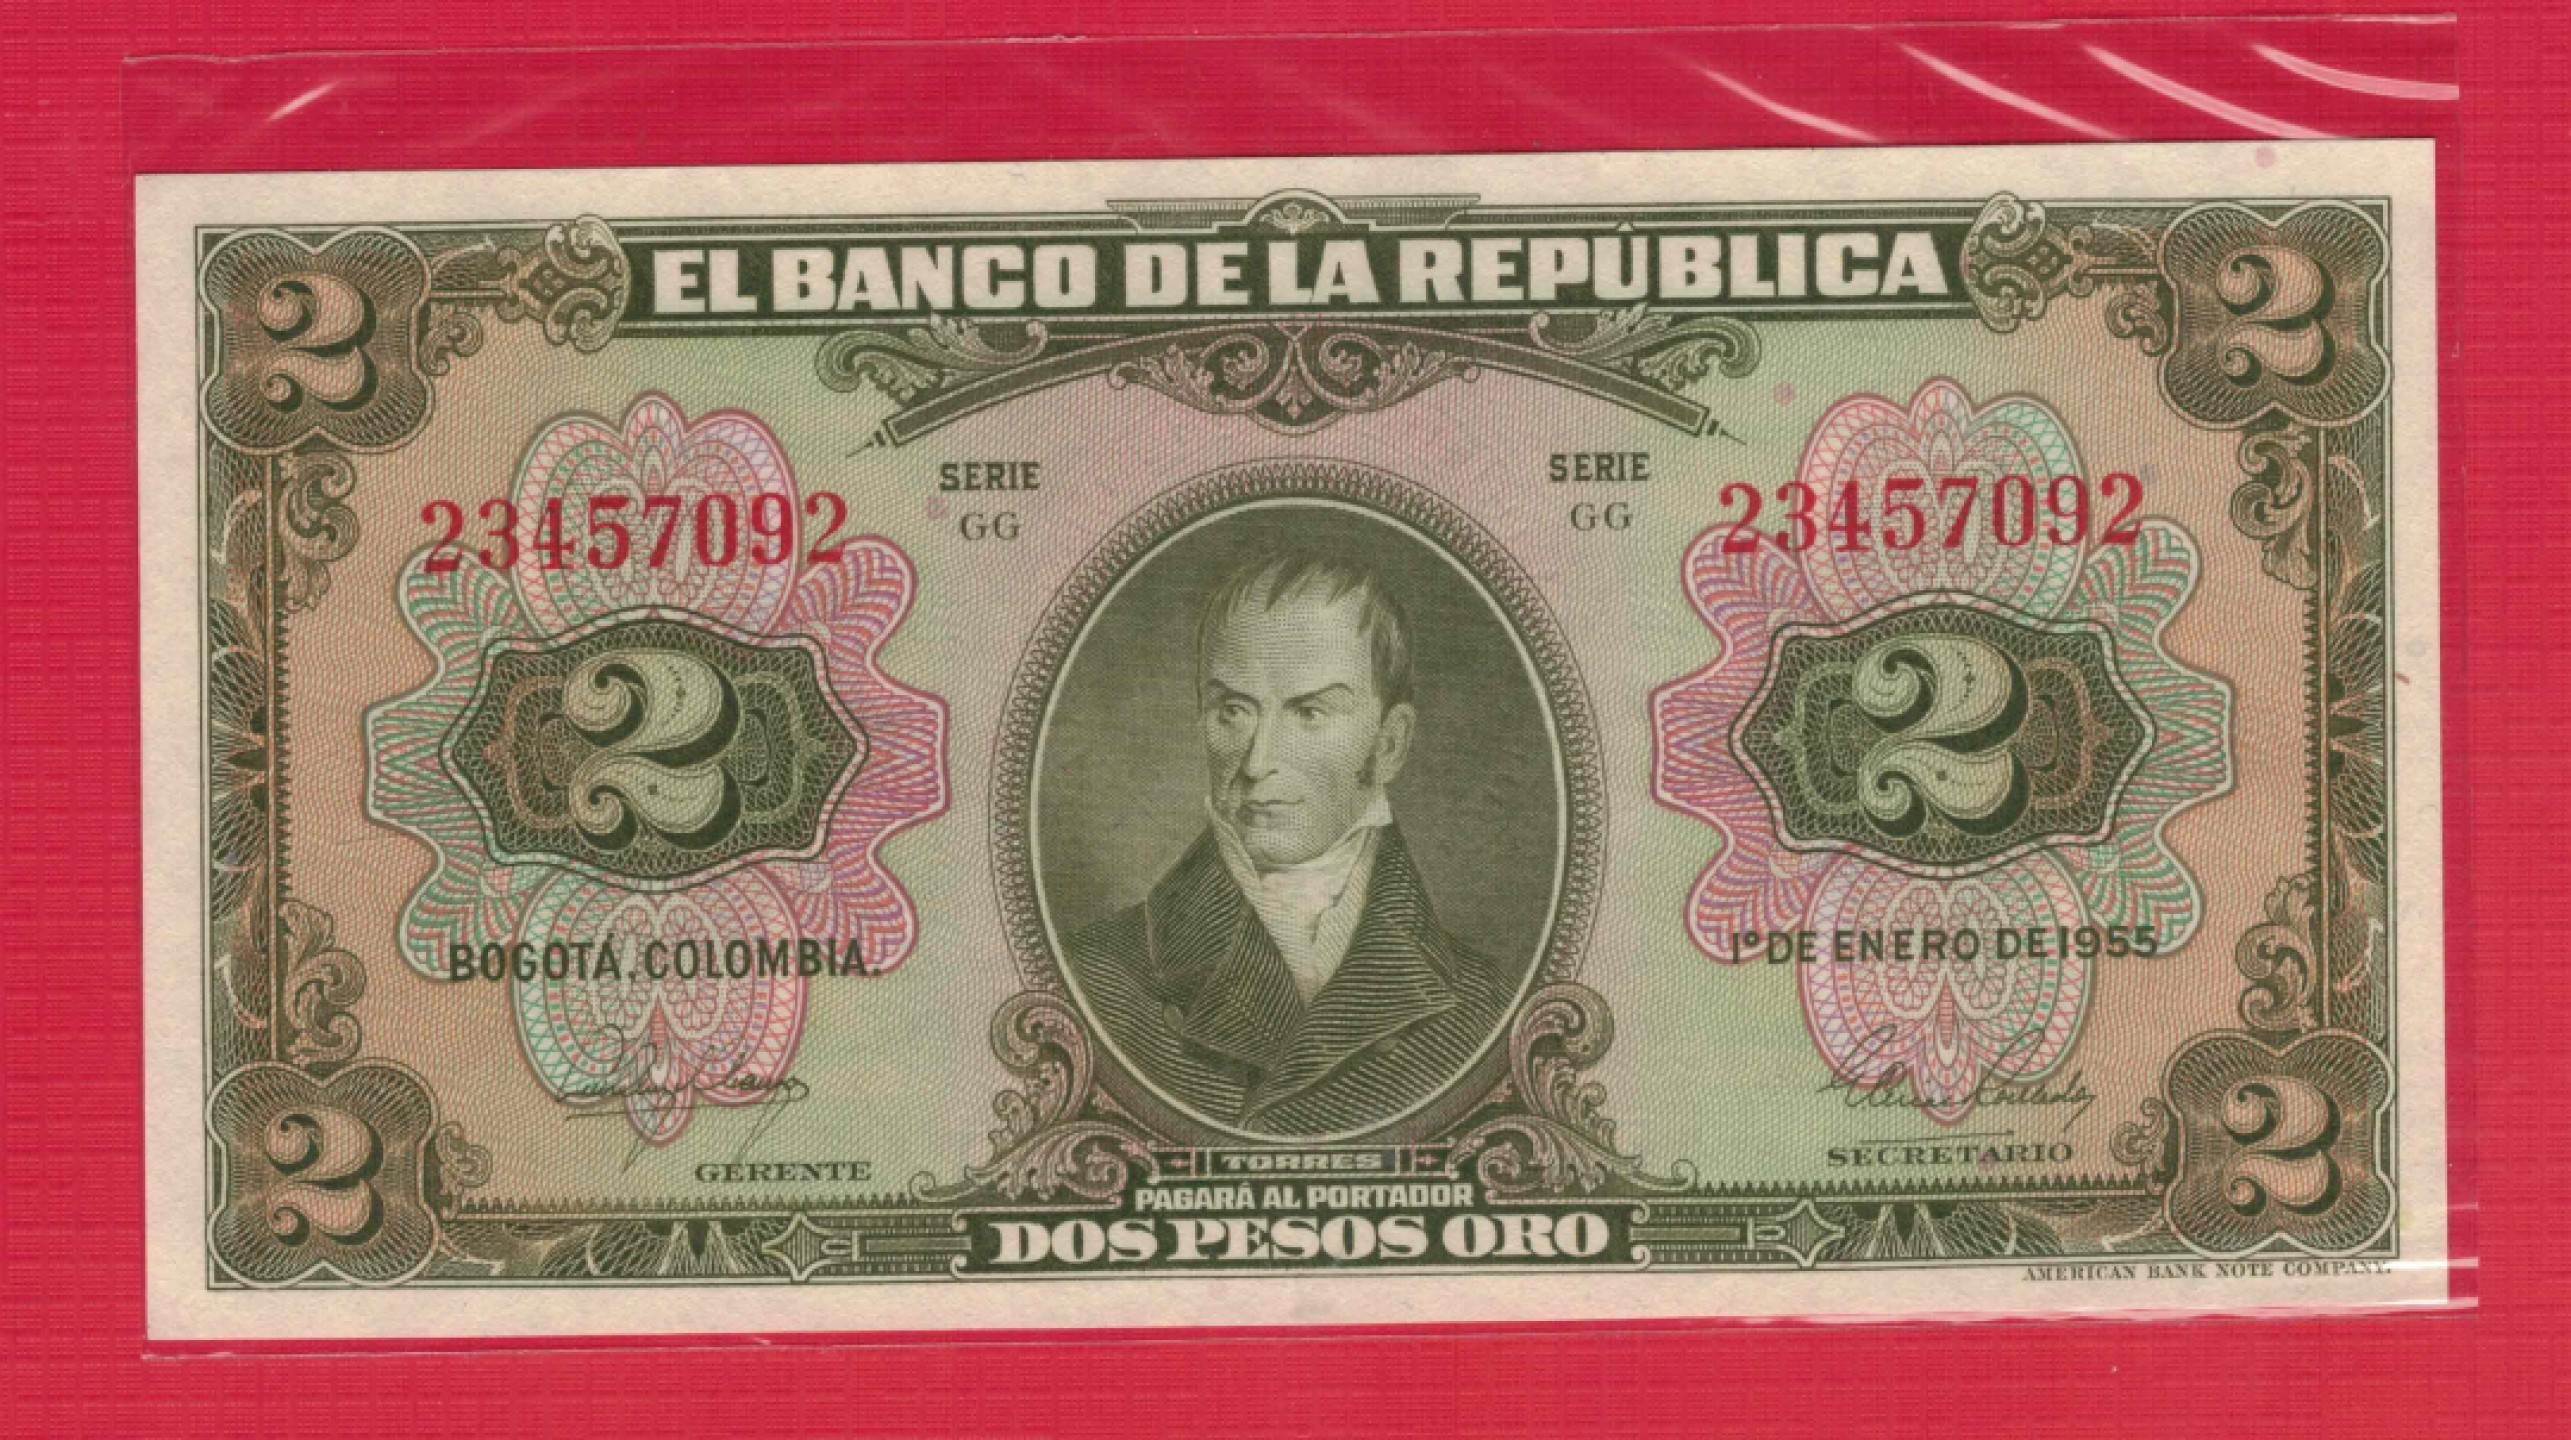 EL BANCO DE LA REPÚBLICA
2 2
SERIE SERIE
GG GG
23457092 23457092
2 2
BOGOTÁ, COLOMBIA. 1º DE ENERO DE 1955
GERENTE SECRETARIO
TORRES
PAGARÁ AL PORTADOR
2 DOS PESOS ORO 2
AMERICAN BANK NOTE COMPANY.